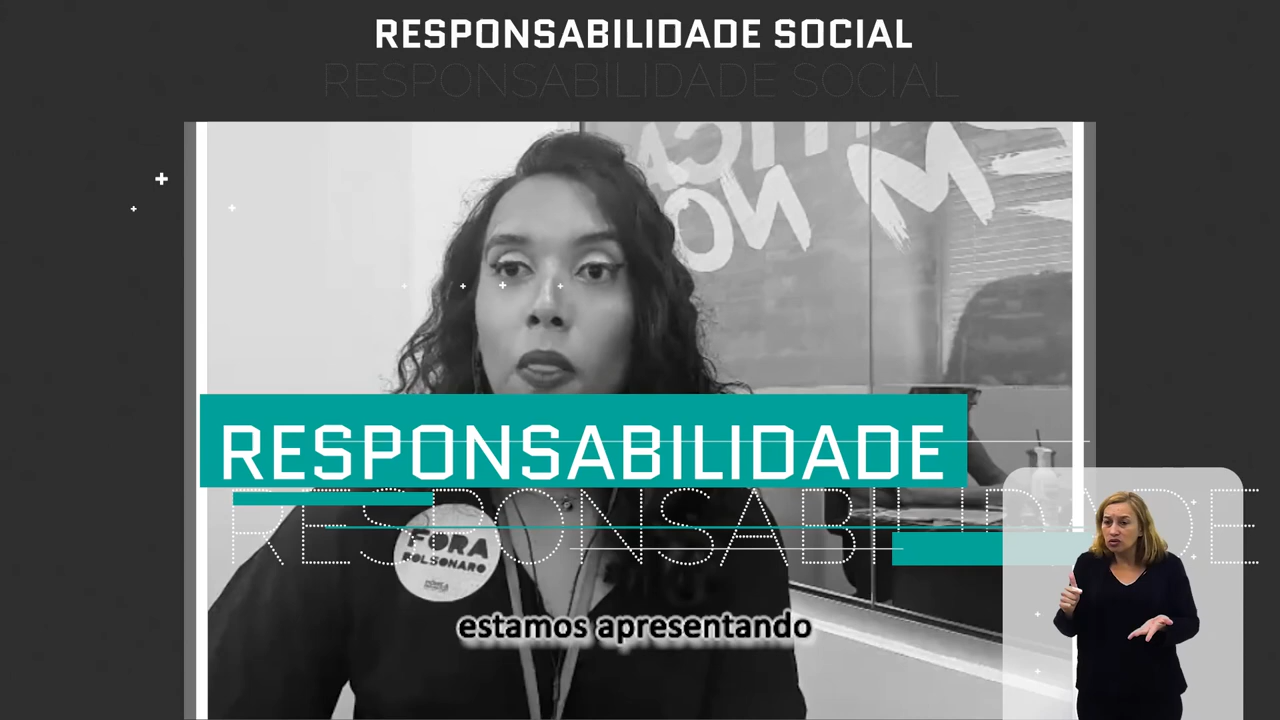 RESPONSABILIDADE SOCIAL
RESPONSABILIDADE SOCIAL
RESPONSABILIDADE
RESPONSABILIDADE
FORA
BOLSONARO
estamos apresentando